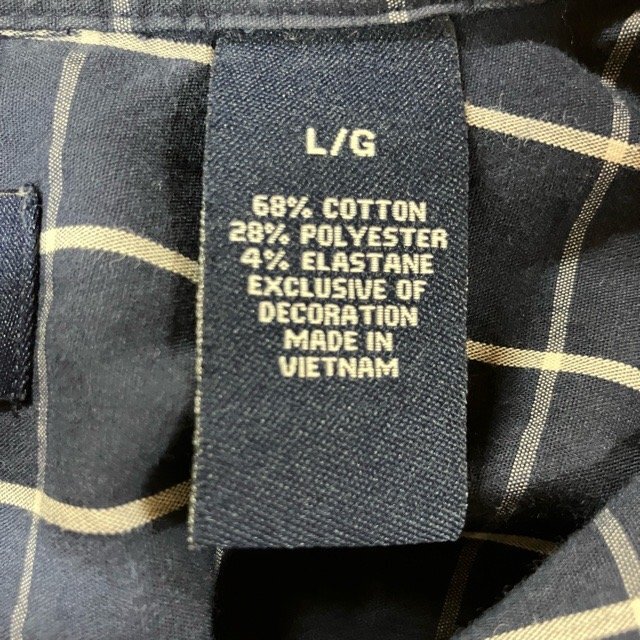 L/G
68% COTTON
28% POLYESTER
4% ELASTANE
EXCLUSIVE OF
DECORATION
MADE IN
VIETNAM